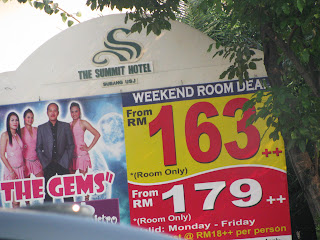 THE SUMMIT HOTEL
SUBANG USJ
WEEKEND ROOM DEA
From RM 163++
*(Room Only)
From RM 179++
*(Room Only)
Valid: Monday - Friday
@ RM18++ per person
THE GEMS"